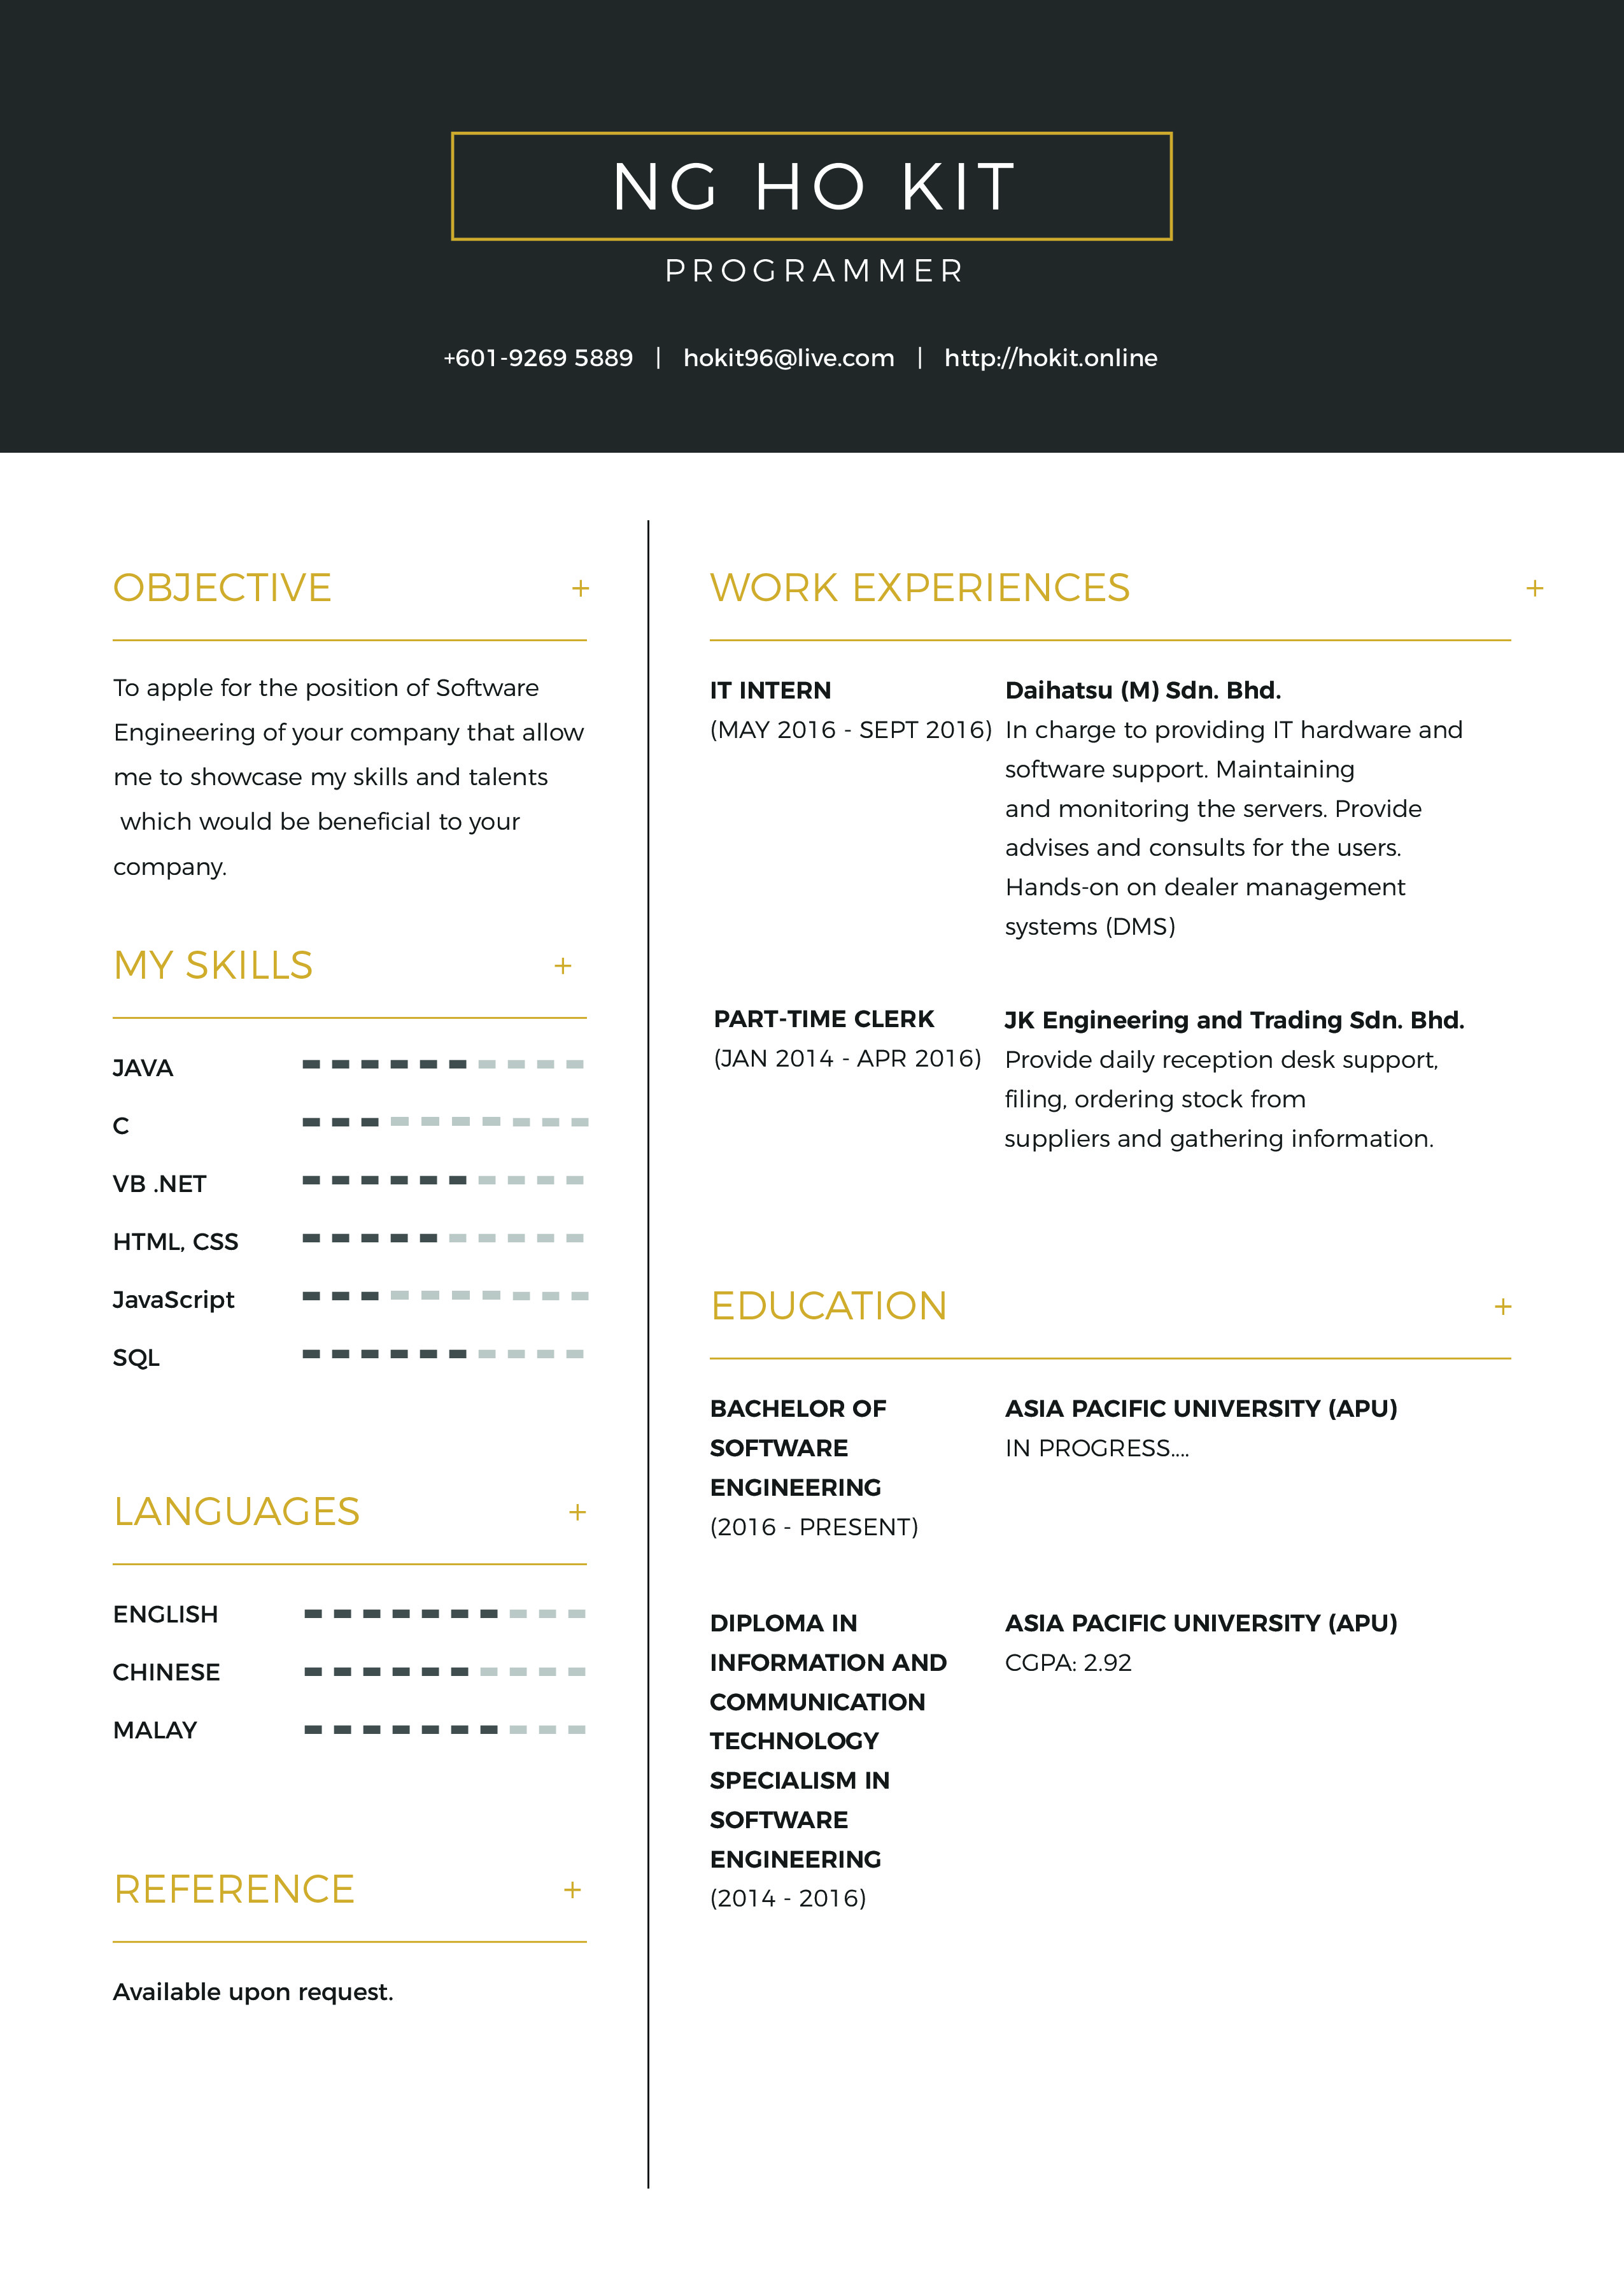 NG HO KIT
PROGRAMMER
+601-9269 5889 | hokit96@live.com | http://hokit.online
OBJECTIVE +
To apple for the position of Software
Engineering of your company that allow
me to showcase my skills and talents
which would be beneficial to your
company.
MY SKILLS +
JAVA
C
VB .NET
HTML, CSS
JavaScript
SQL
LANGUAGES +
ENGLISH
CHINESE
MALAY
REFERENCE +
Available upon request.
WORK EXPERIENCES +
IT INTERN
(MAY 2016 - SEPT 2016)
Daihatsu (M) Sdn. Bhd.
In charge to providing IT hardware and
software support. Maintaining
and monitoring the servers. Provide
advises and consults for the users.
Hands-on on dealer management
systems (DMS)
PART-TIME CLERK
(JAN 2014 - APR 2016)
JK Engineering and Trading Sdn. Bhd.
Provide daily reception desk support,
filing, ordering stock from
suppliers and gathering information.
EDUCATION +
BACHELOR OF
SOFTWARE
ENGINEERING
(2016 - PRESENT)
ASIA PACIFIC UNIVERSITY (APU)
IN PROGRESS....
DIPLOMA IN
INFORMATION AND
COMMUNICATION
TECHNOLOGY
SPECIALISM IN
SOFTWARE
ENGINEERING
(2014 - 2016)
ASIA PACIFIC UNIVERSITY (APU)
CGPA: 2.92